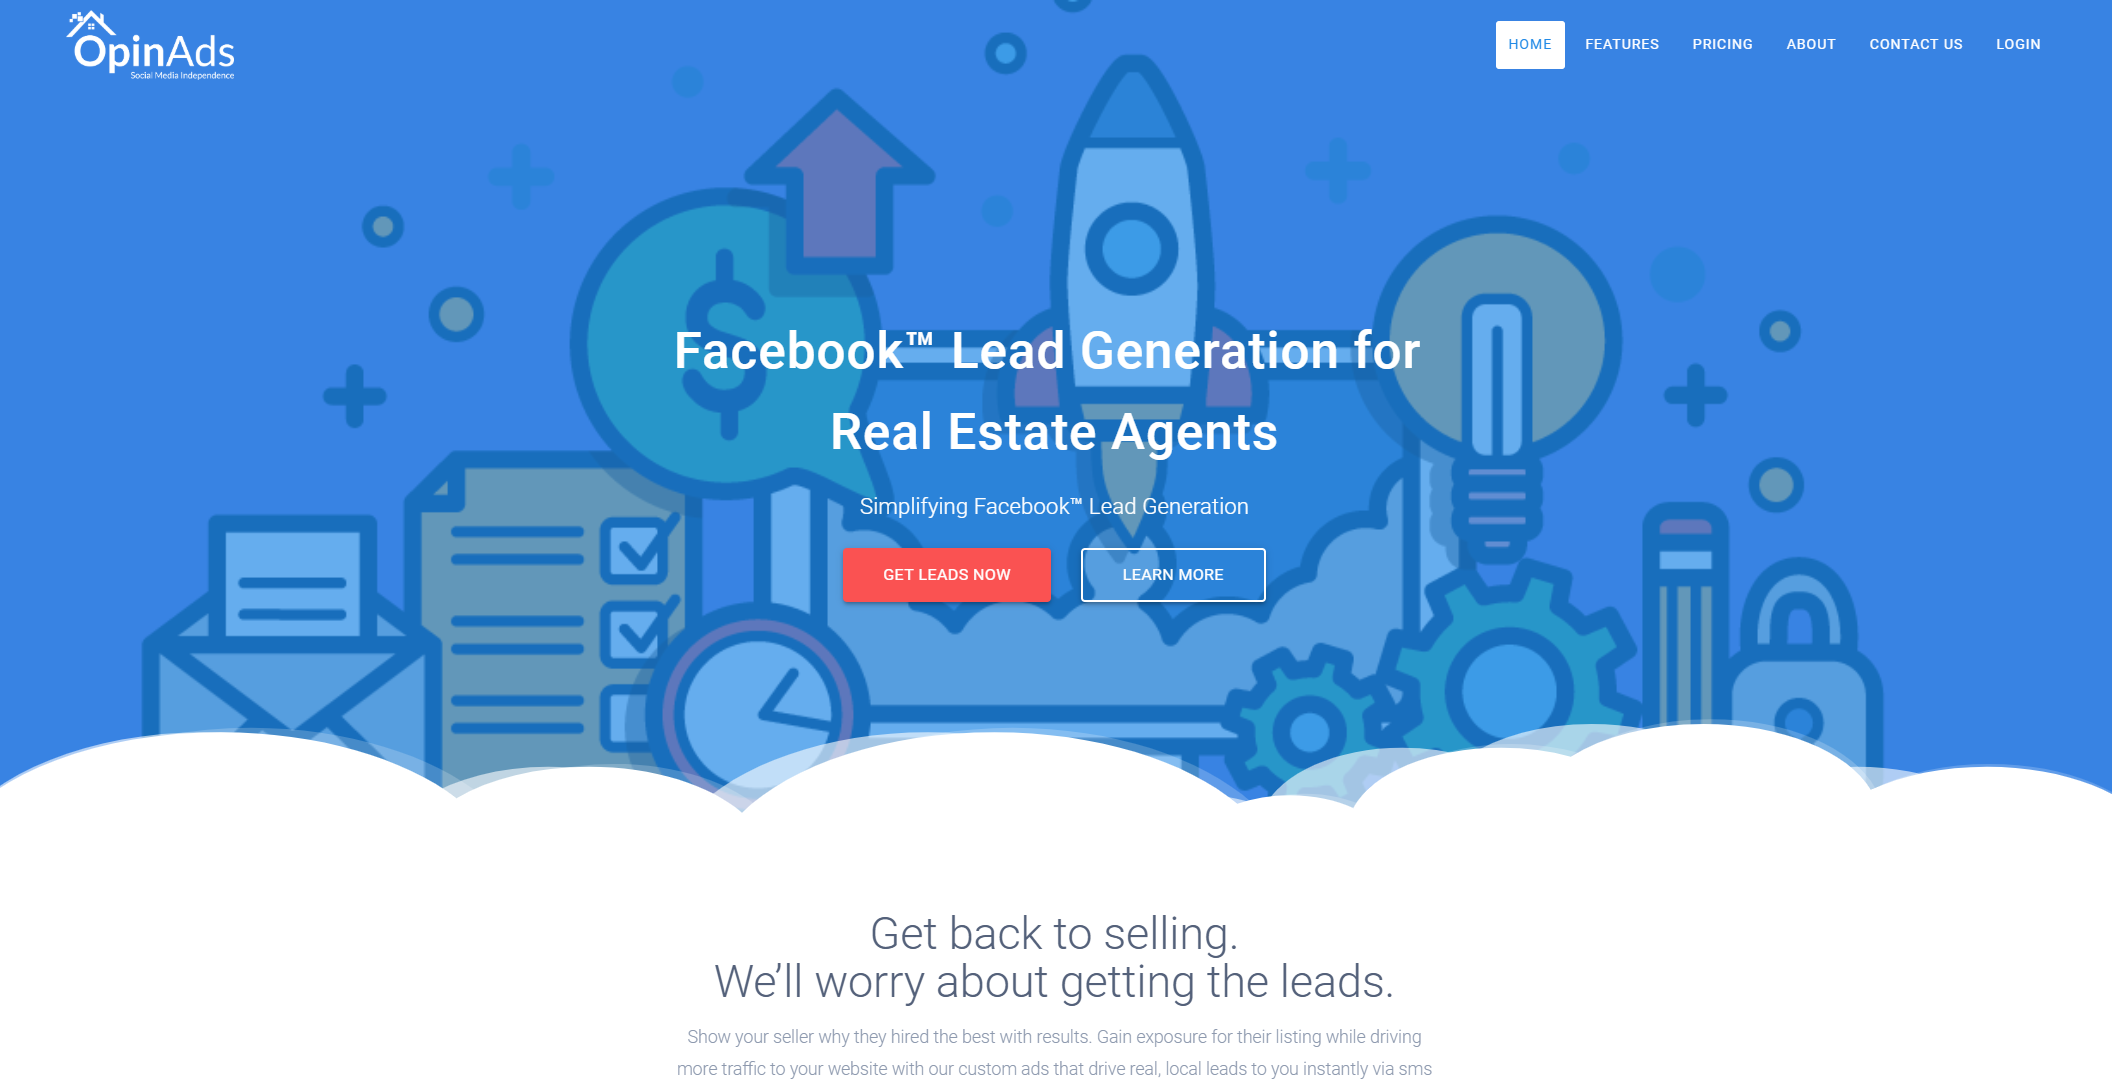 OpinAds
Social Media Independence
HOME FEATURES PRICING ABOUT CONTACT US LOGIN
Facebook™ Lead Generation for
Real Estate Agents
Simplifying Facebook™ Lead Generation
GET LEADS NOW LEARN MORE
Get back to selling.
We’ll worry about getting the leads.
Show your seller why they hired the best with results. Gain exposure for their listing while driving
more traffic to your website with our custom ads that drive real, local leads to you instantly via sms